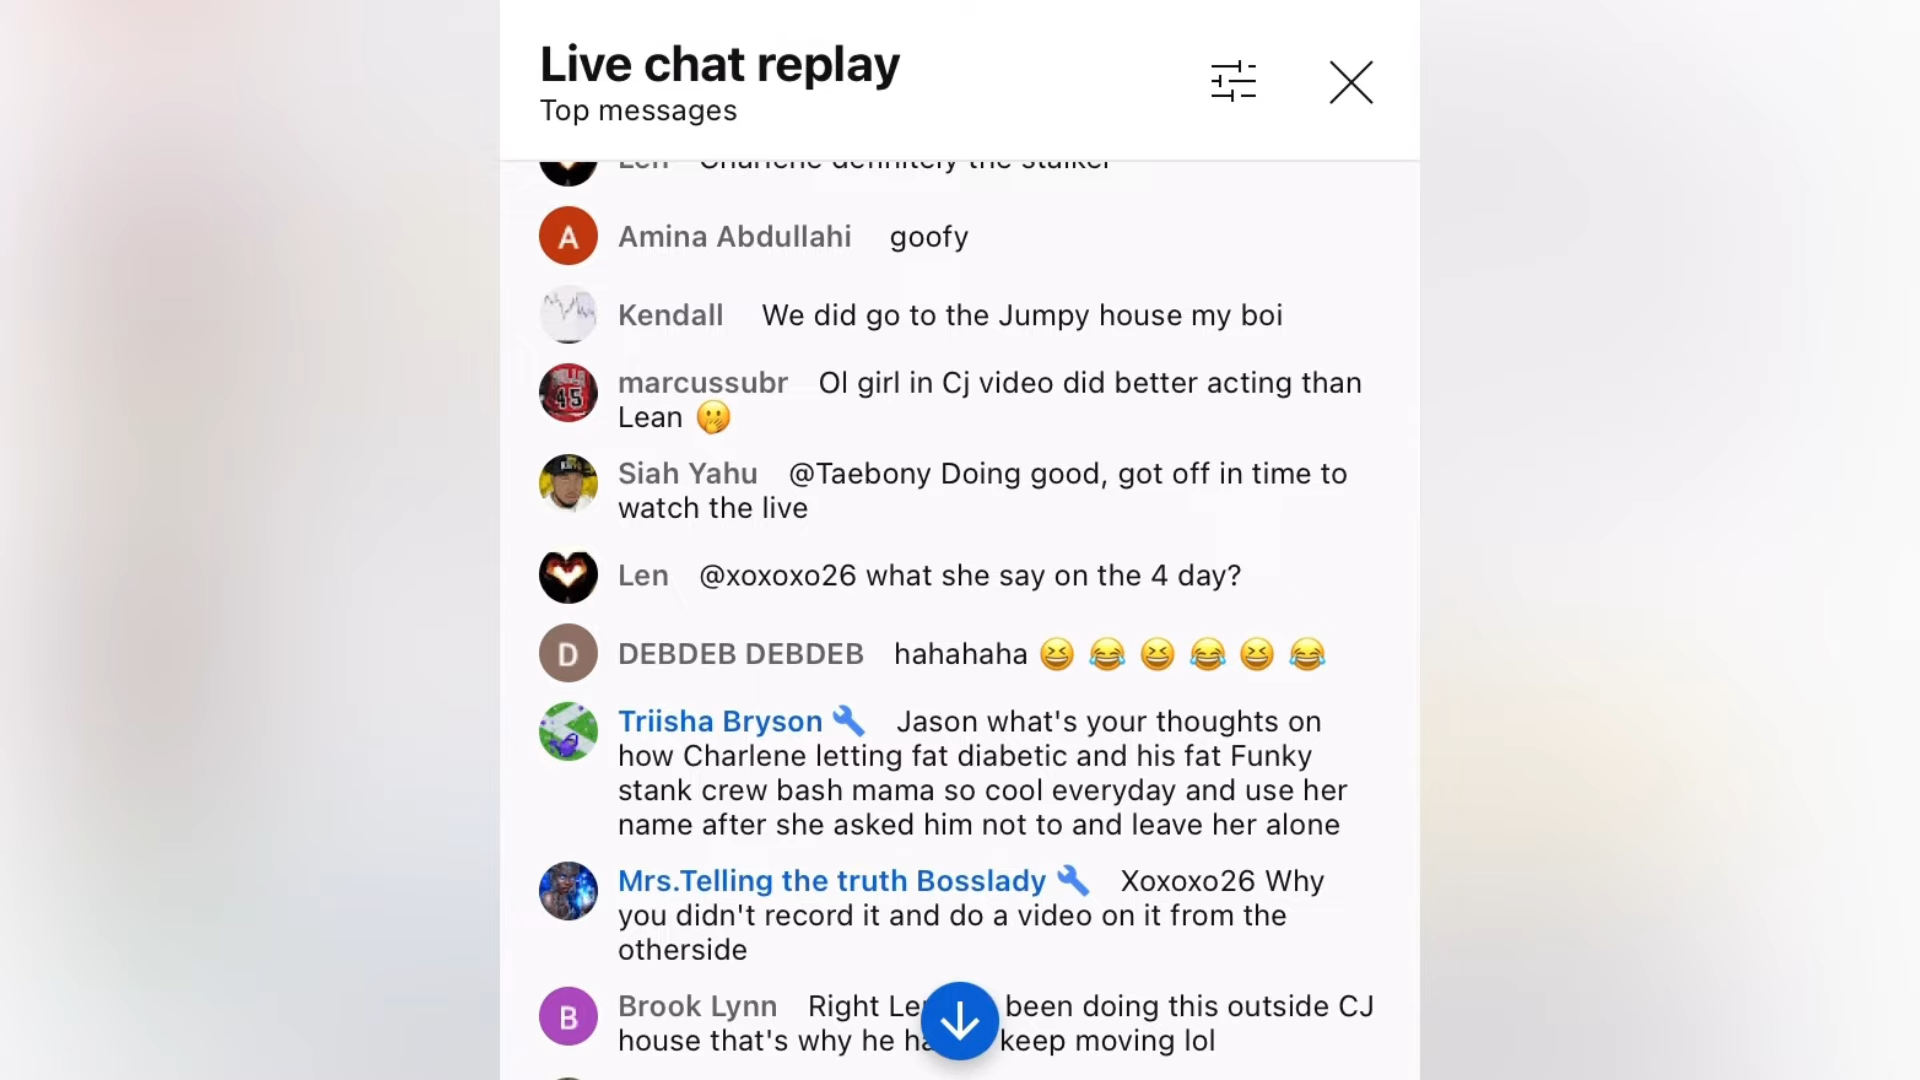 Live chat replay
Top messages
Len Charlene definitely the stalker
A Amina Abdullahi goofy
Kendall We did go to the Jumpy house my boi
marcussubr Ol girl in Cj video did better acting than
Lean 🤭
Siah Yahu @Taebony Doing good, got off in time to
watch the live
Len @xoxoxo26 what she say on the 4 day?
D DEBDEB DEBDEB hahahaha 😆 😂 😆 😂 😆 😂
Triisha Bryson 🔧 Jason what's your thoughts on
how Charlene letting fat diabetic and his fat Funky
stank crew bash mama so cool everyday and use her
name after she asked him not to and leave her alone
Mrs.Telling the truth Bosslady 🔧 Xoxoxo26 Why
you didn't record it and do a video on it from the
otherside
B Brook Lynn Right been doing this outside CJ
house that's why he keep moving lol